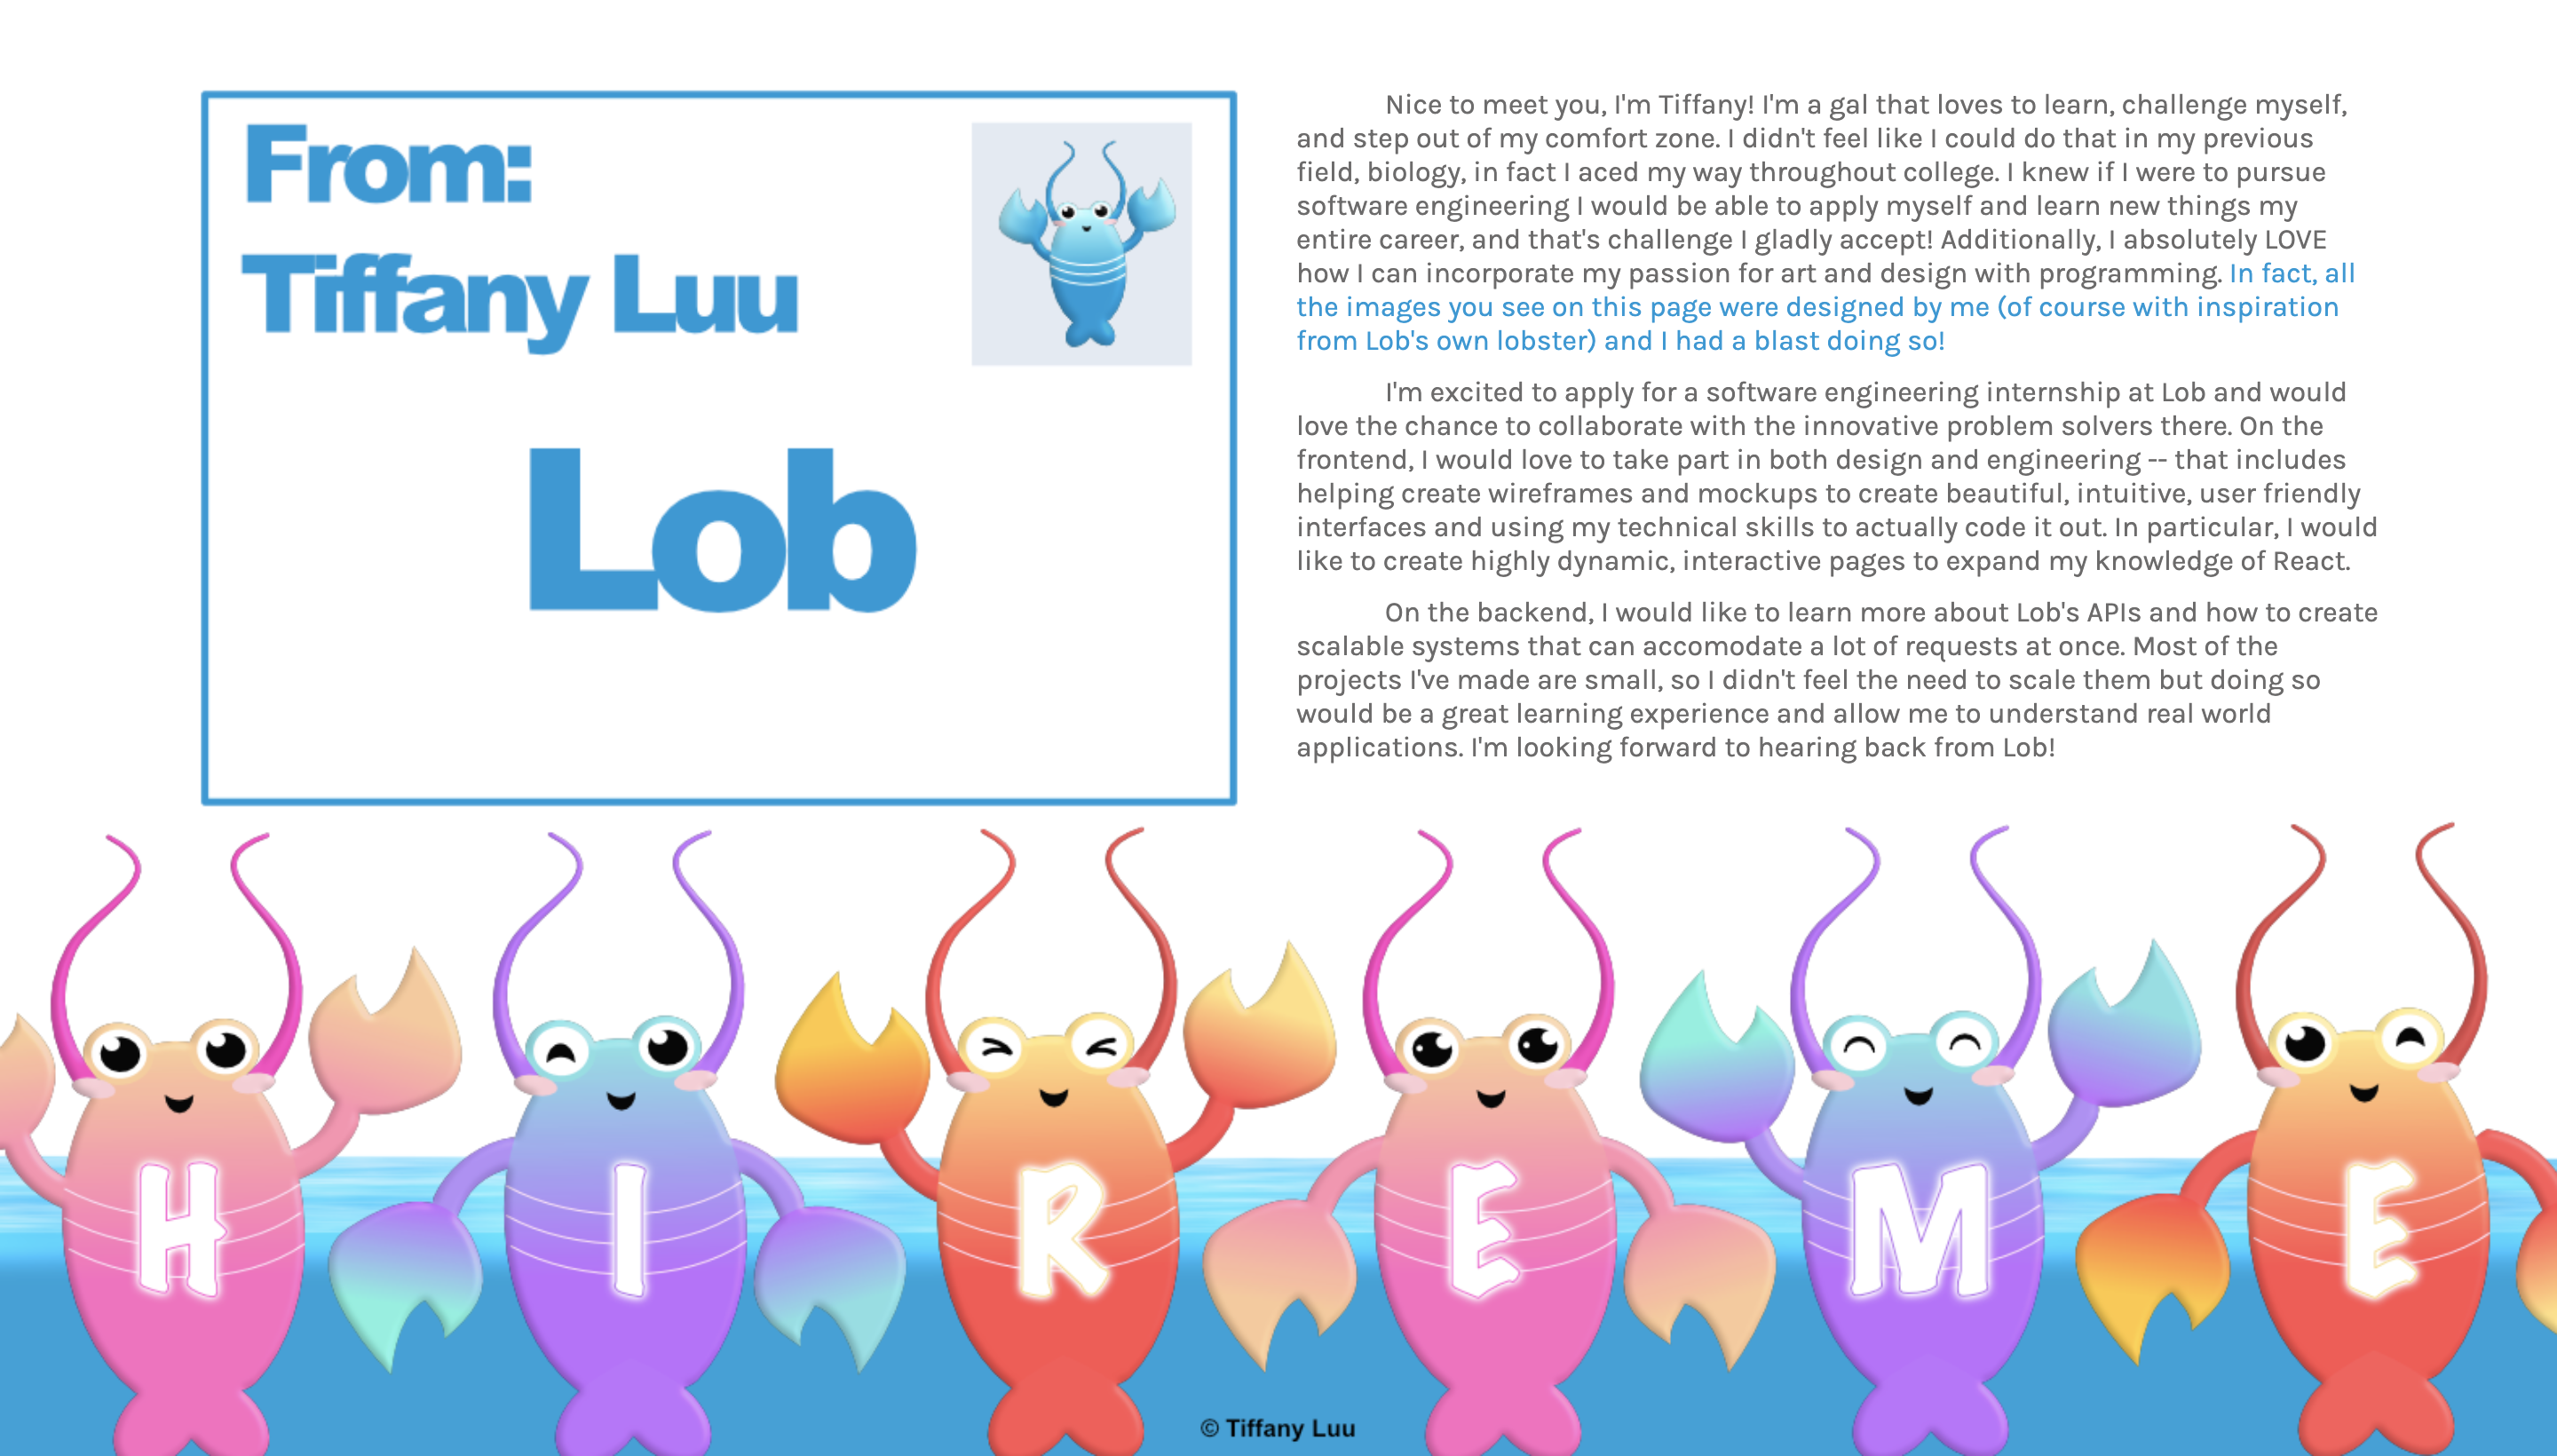 From:
Tiffany Luu
Lob
Nice to meet you, I'm Tiffany! I'm a gal that loves to learn, challenge myself,
and step out of my comfort zone. I didn't feel like I could do that in my previous
field, biology, in fact I aced my way throughout college. I knew if I were to pursue
software engineering I would be able to apply myself and learn new things my
entire career, and that's challenge I gladly accept! Additionally, I absolutely LOVE
how I can incorporate my passion for art and design with programming. In fact, all
the images you see on this page were designed by me (of course with inspiration
from Lob's own lobster) and I had a blast doing so!
I'm excited to apply for a software engineering internship at Lob and would
love the chance to collaborate with the innovative problem solvers there. On the
frontend, I would love to take part in both design and engineering -- that includes
helping create wireframes and mockups to create beautiful, intuitive, user friendly
interfaces and using my technical skills to actually code it out. In particular, I would
like to create highly dynamic, interactive pages to expand my knowledge of React.
On the backend, I would like to learn more about Lob's APIs and how to create
scalable systems that can accomodate a lot of requests at once. Most of the
projects I've made are small, so I didn't feel the need to scale them but doing so
would be a great learning experience and allow me to understand real world
applications. I'm looking forward to hearing back from Lob!
H I R E M E
© Tiffany Luu